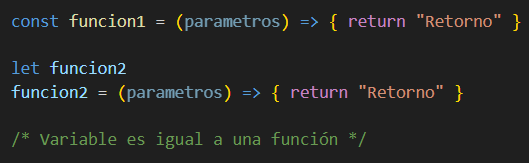 const funcion1 = (parametros) => { return "Retorno" }
let funcion2
funcion2 = (parametros) => { return "Retorno" }
/* Variable es igual a una función */